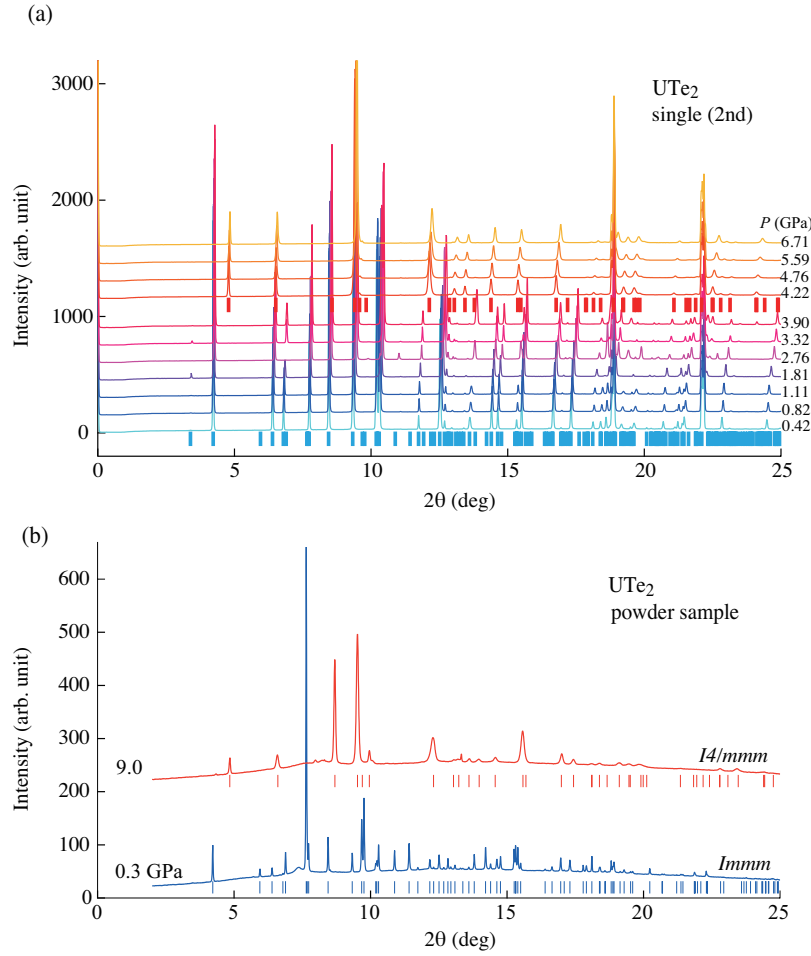 (a)
UTe2
single (2nd)
P (GPa)
6.71
5.59
4.76
4.22
3.90
3.32
2.76
1.81
1.11
0.82
0.42
Intensity (arb. unit)
3000
2000
1000
0
0 5 10 15 20 25
2θ (deg)
(b)
UTe2
powder sample
Intensity (arb. unit)
600
500
400
300
200
100
0
9.0
I4/mmm
0.3 GPa
Immm
0 5 10 15 20 25
2θ (deg)